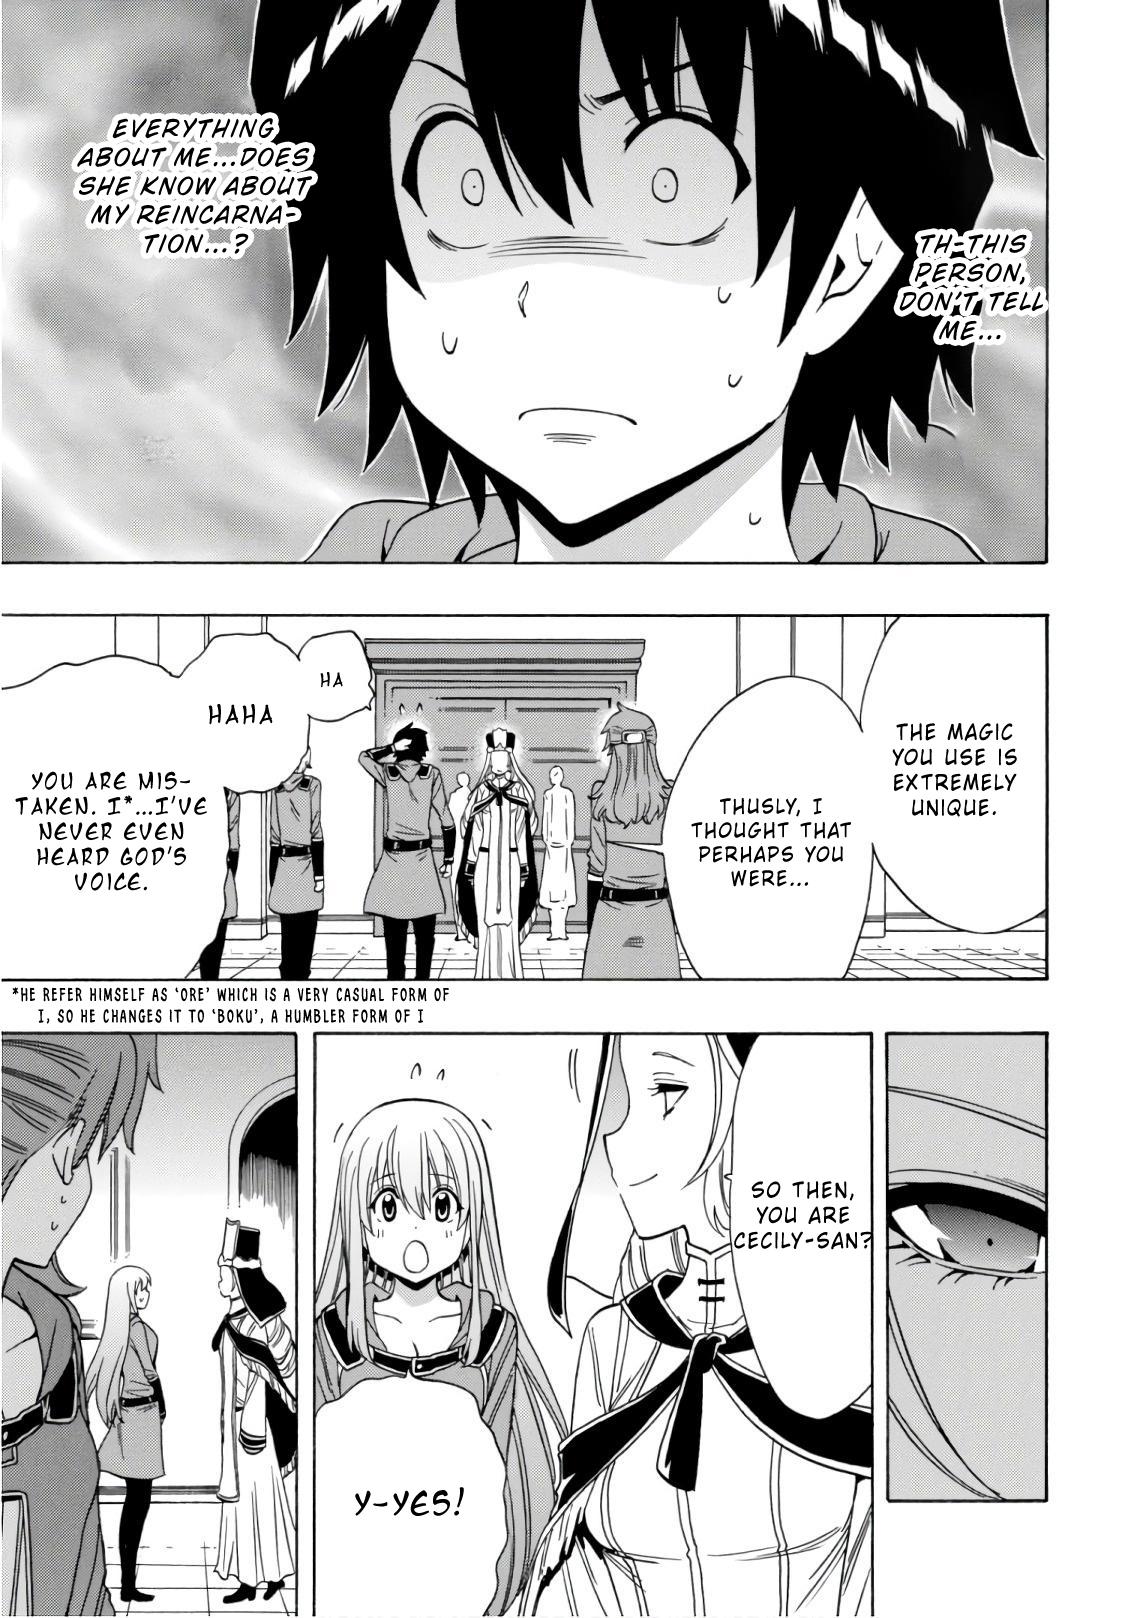 TH-THIS
PERSON,
DON'T TELL
ME...
EVERYTHING
ABOUT ME...DOES
SHE KNOW ABOUT
MY REINCARNA-
TION...?
THE MAGIC
YOU USE IS
EXTREMELY
UNIQUE.
THUSLY, I
THOUGHT THAT
PERHAPS YOU
WERE...
HA
HAHA
YOU ARE MIS-
TAKEN. I*...I'VE
NEVER EVEN
HEARD GOD'S
VOICE.
*HE REFER HIMSELF AS 'ORE' WHICH IS A VERY CASUAL FORM OF
I, SO HE CHANGES IT TO 'BOKU', A HUMBLER FORM OF I
SO THEN,
YOU ARE
CECILY-SAN?
Y-YES!